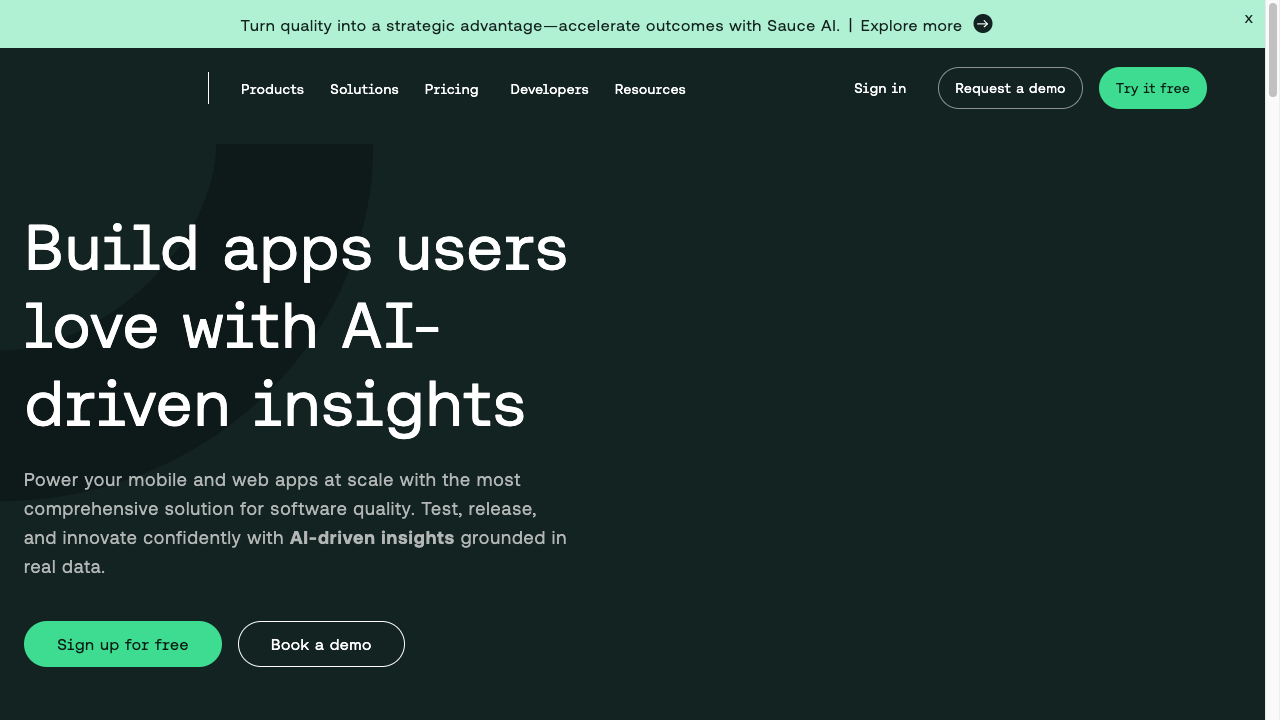 Turn quality into a strategic advantage—accelerate outcomes with Sauce AI. | Explore more
x
Products Solutions Pricing Developers Resources Sign in Request a demo Try it free
Build apps users
love with AI-
driven insights
Power your mobile and web apps at scale with the most
comprehensive solution for software quality. Test, release,
and innovate confidently with AI-driven insights grounded in
real data.
Sign up for free Book a demo